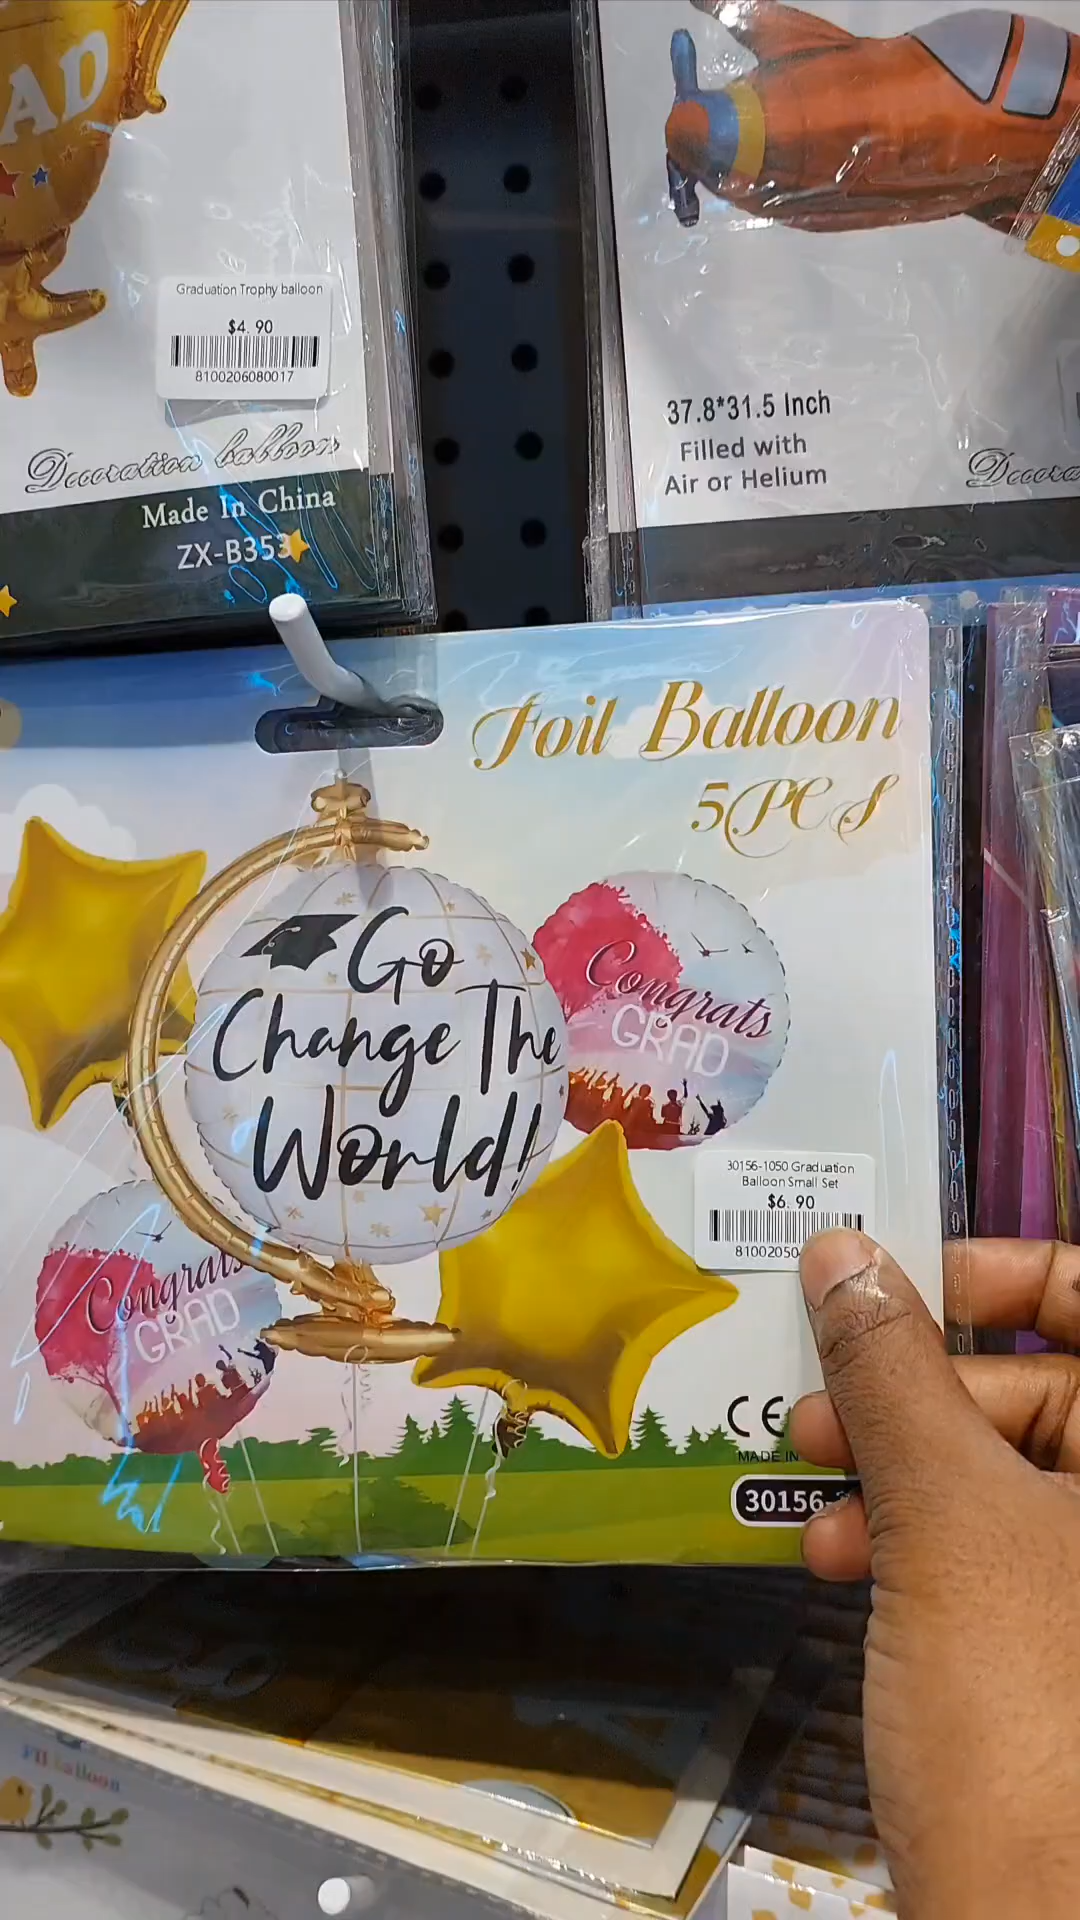 AD
Graduation Trophy balloon
$4.90
8100206080017
Decoration balloon
Made In China
ZX-B353
37.8*31.5 Inch
Filled with
Air or Helium
Foil Balloon
5PCS
Go
Change The
World!
Congrats
GRAD
30156-1050 Graduation
Balloon Small Set
$6.90
81002050
Congrats
GRAD
CE
MADE IN
30156-